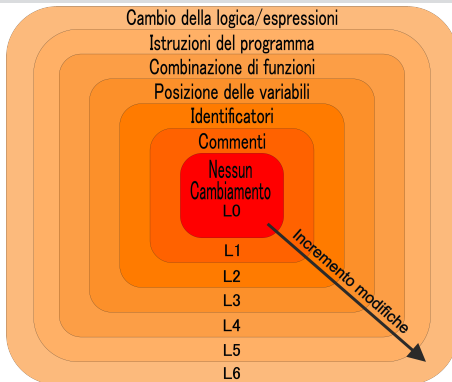 Cambio della logica/espressioni
Istruzioni del programma
Combinazione di funzioni
Posizione delle variabili
Identificatori
Commenti
Nessun
Cambiamento
L0
L1
L2
L3
L4
L5
L6
Incremento modifiche